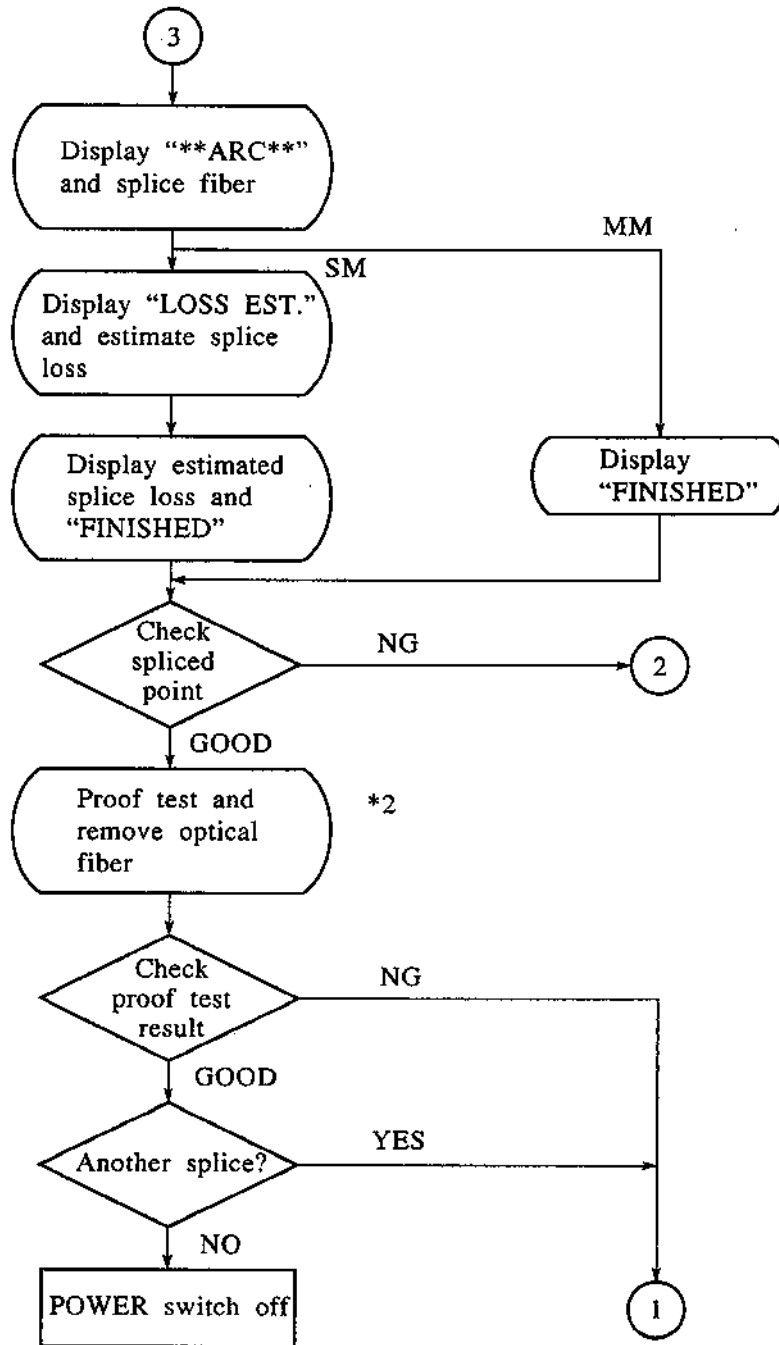 3
Display “**ARC**”
and splice fiber
MM
SM
Display “LOSS EST.”
and estimate splice
loss
Display estimated
splice loss and
“FINISHED”
Display
“FINISHED”
Check
spliced
point
NG
2
GOOD
Proof test and
remove optical
fiber
*2
Check
proof test
result
NG
GOOD
Another splice?
YES
NO
POWER switch off
1